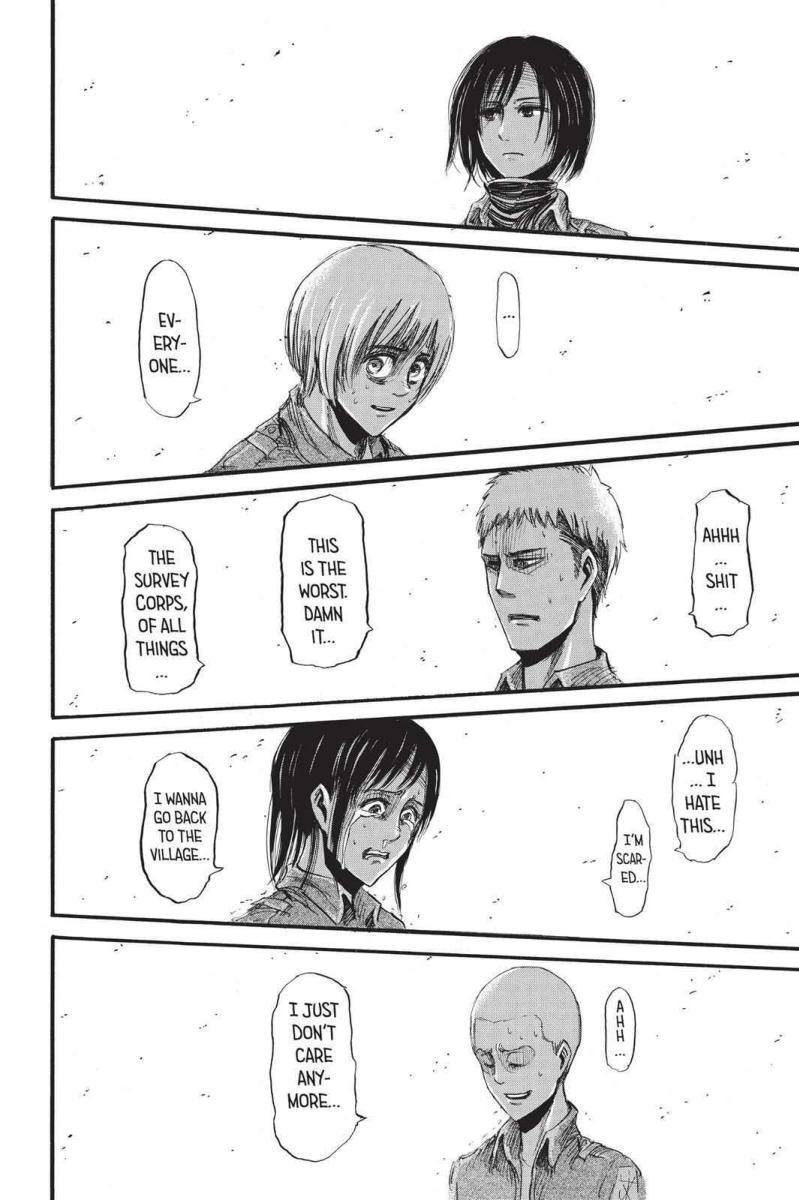 ...
EV-
ERY-
ONE...
AHHH
...
SHIT
...
THIS
IS THE
WORST.
DAMN
IT...
THE
SURVEY
CORPS,
OF ALL
THINGS
...
...UNH
... I
HATE
THIS...
I'M
SCAR-
ED...
I WANNA
GO BACK
TO THE
VILLAGE...
A
H
H
...
I JUST
DON'T
CARE
ANY-
MORE...